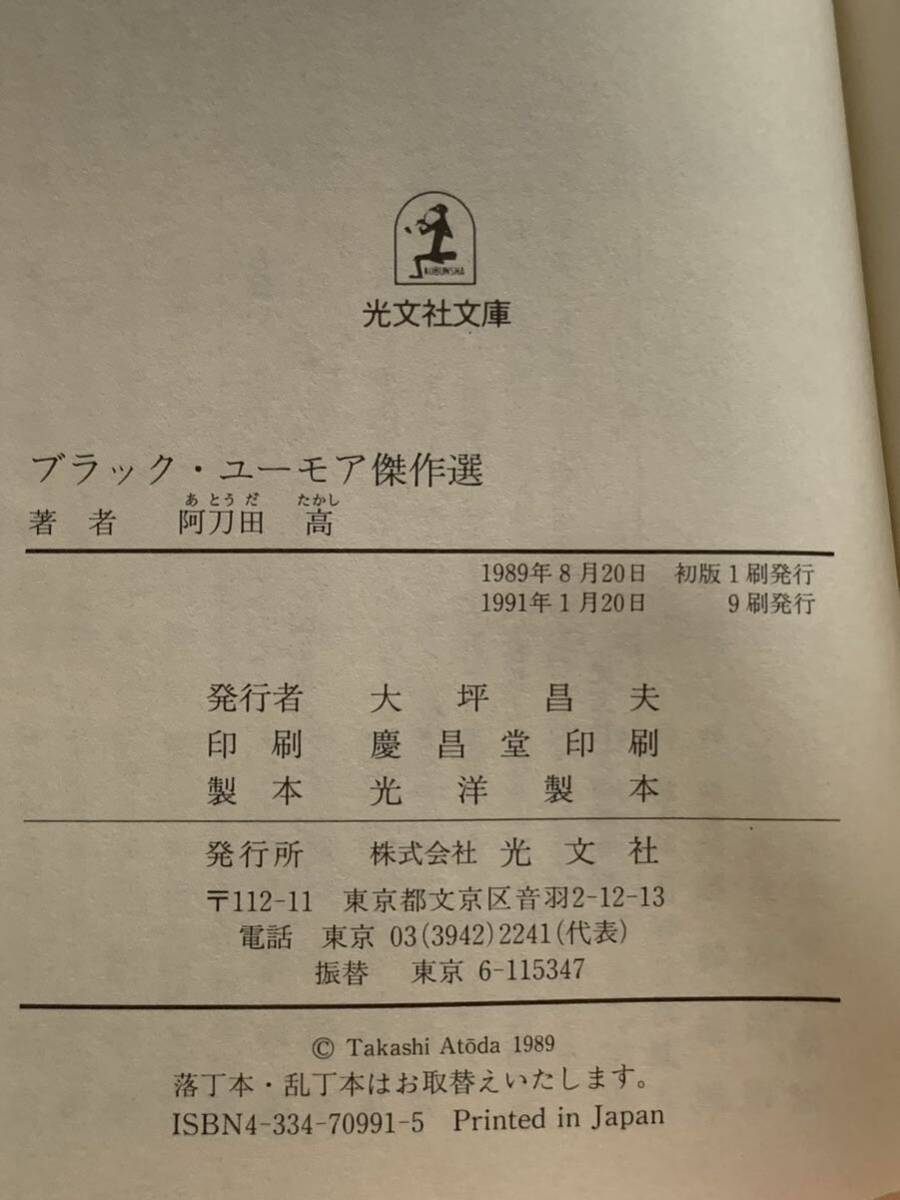 KOBUNSHA
光文社文庫
ブラック・ユーモア傑作選
あとうだ たかし
著者 阿刀田 高
1989年8月20日 初版1刷発行
1991年1月20日 9刷発行
発行者 大坪昌夫
印刷 慶昌堂印刷
製本 光洋製本
発行所 株式会社 光文社
〒112-11 東京都文京区音羽2-12-13
電話 東京 03(3942)2241(代表)
振替 東京 6-115347
© Takashi Atōda 1989
落丁本・乱丁本はお取替えいたします。
ISBN4-334-70991-5 Printed in Japan